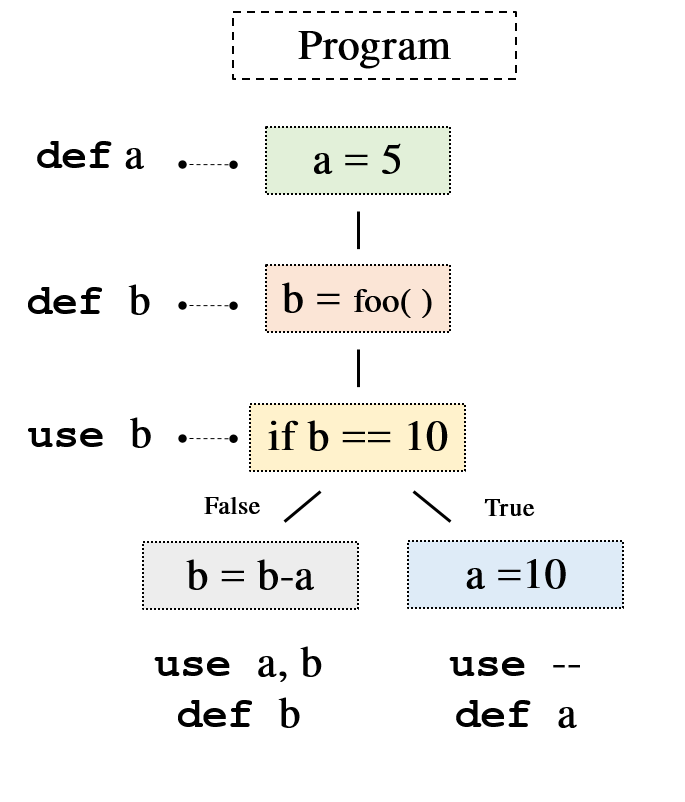 Program
def a
a = 5
def b
b = foo( )
use b
if b == 10
False
True
b = b-a
a =10
use a, b
def b
use --
def a